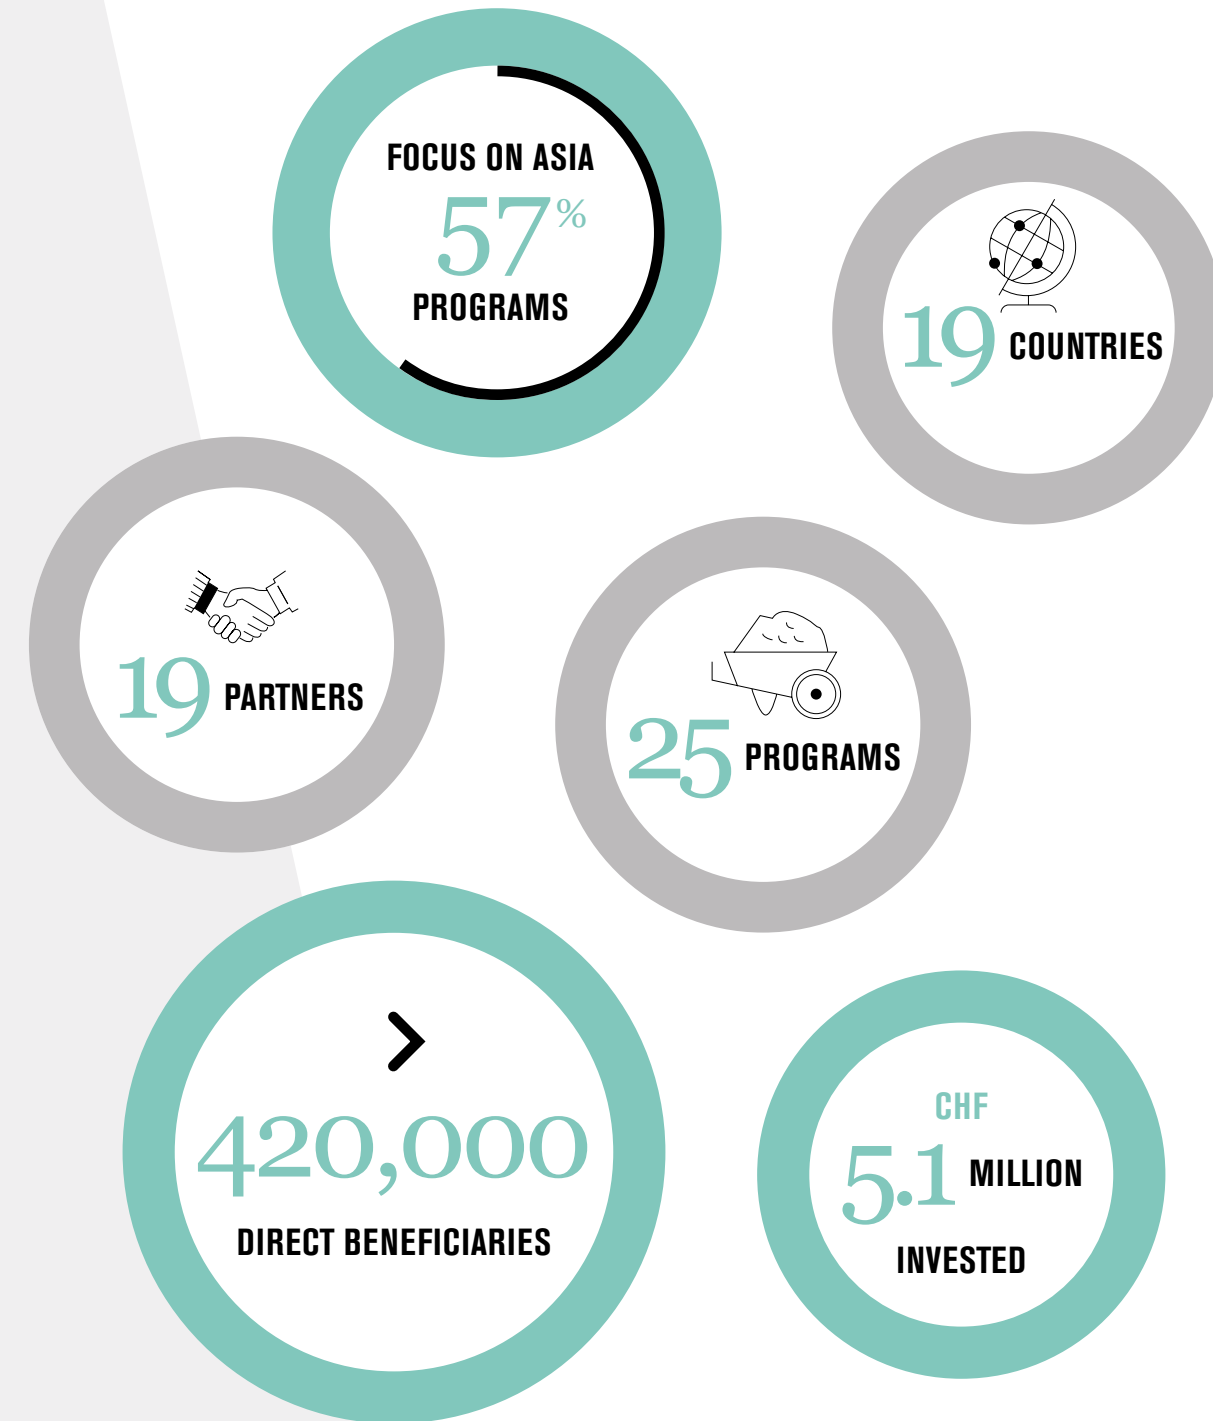 FOCUS ON ASIA
57%
PROGRAMS
19 COUNTRIES
19 PARTNERS
25 PROGRAMS
>
420,000
DIRECT BENEFICIARIES
CHF
5.1 MILLION
INVESTED